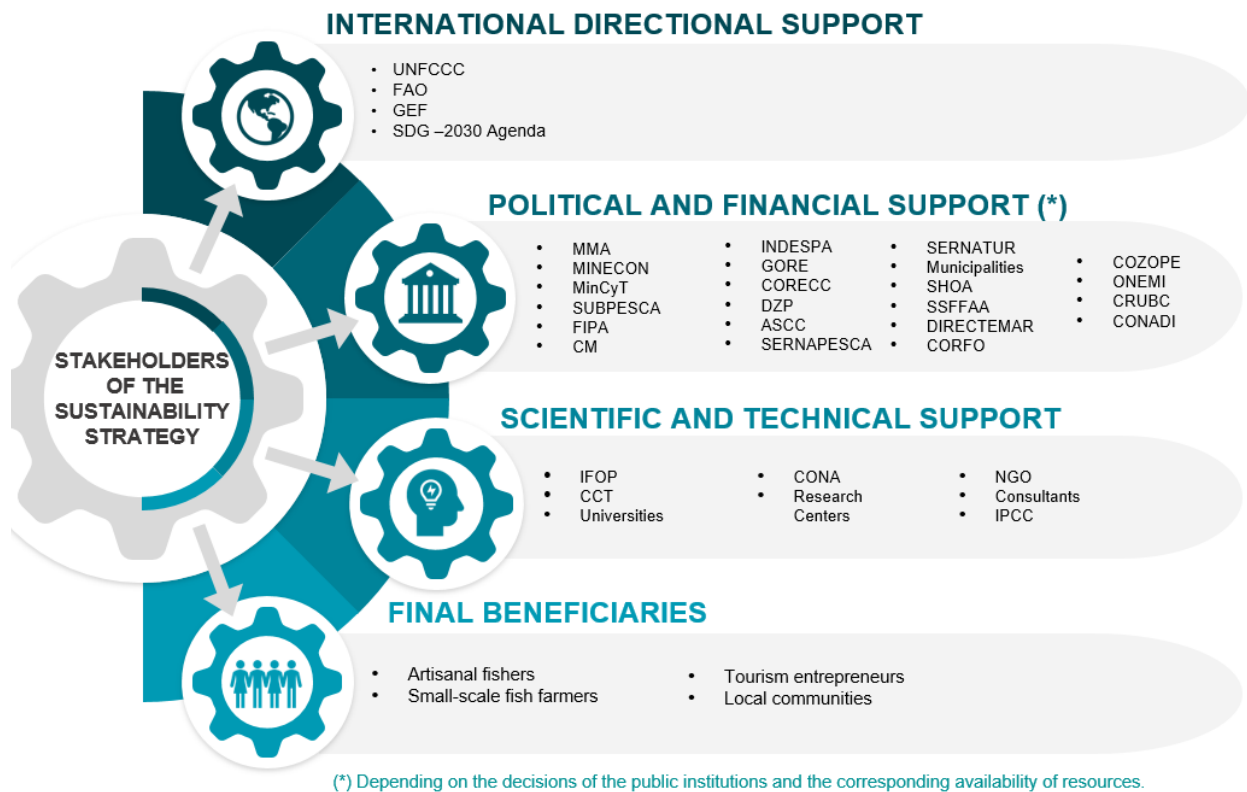 INTERNATIONAL DIRECTIONAL SUPPORT
• UNFCCC
• FAO
• GEF
• SDG –2030 Agenda
POLITICAL AND FINANCIAL SUPPORT (*)
• MMA
• MINECON
• MinCyT
• SUBPESCA
• FIPA
• CM
• INDESPA
• GORE
• CORECC
• DZP
• ASCC
• SERNAPESCA
• SERNATUR
• Municipalities
• SHOA
• SSFFAA
• DIRECTEMAR
• CORFO
• COZOPE
• ONEMI
• CRUBC
• CONADI
STAKEHOLDERS
OF THE
SUSTAINABILITY
STRATEGY
SCIENTIFIC AND TECHNICAL SUPPORT
• IFOP
• CCT
• Universities
• CONA
• Research
Centers
• NGO
• Consultants
• IPCC
FINAL BENEFICIARIES
• Artisanal fishers
• Small-scale fish farmers
• Tourism entrepreneurs
• Local communities
(*) Depending on the decisions of the public institutions and the corresponding availability of resources.